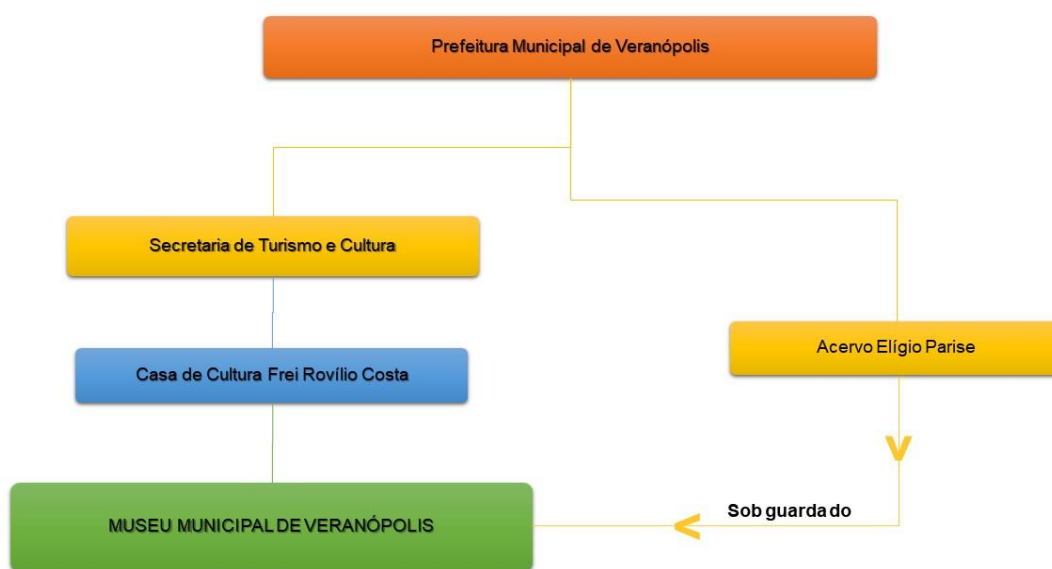 Prefeitura Municipal de Veranópolis
Secretaria de Turismo e Cultura
Acervo Elígio Parise
Casa de Cultura Frei Rovílio Costa
Sob guarda do
MUSEU MUNICIPAL DE VERANÓPOLIS